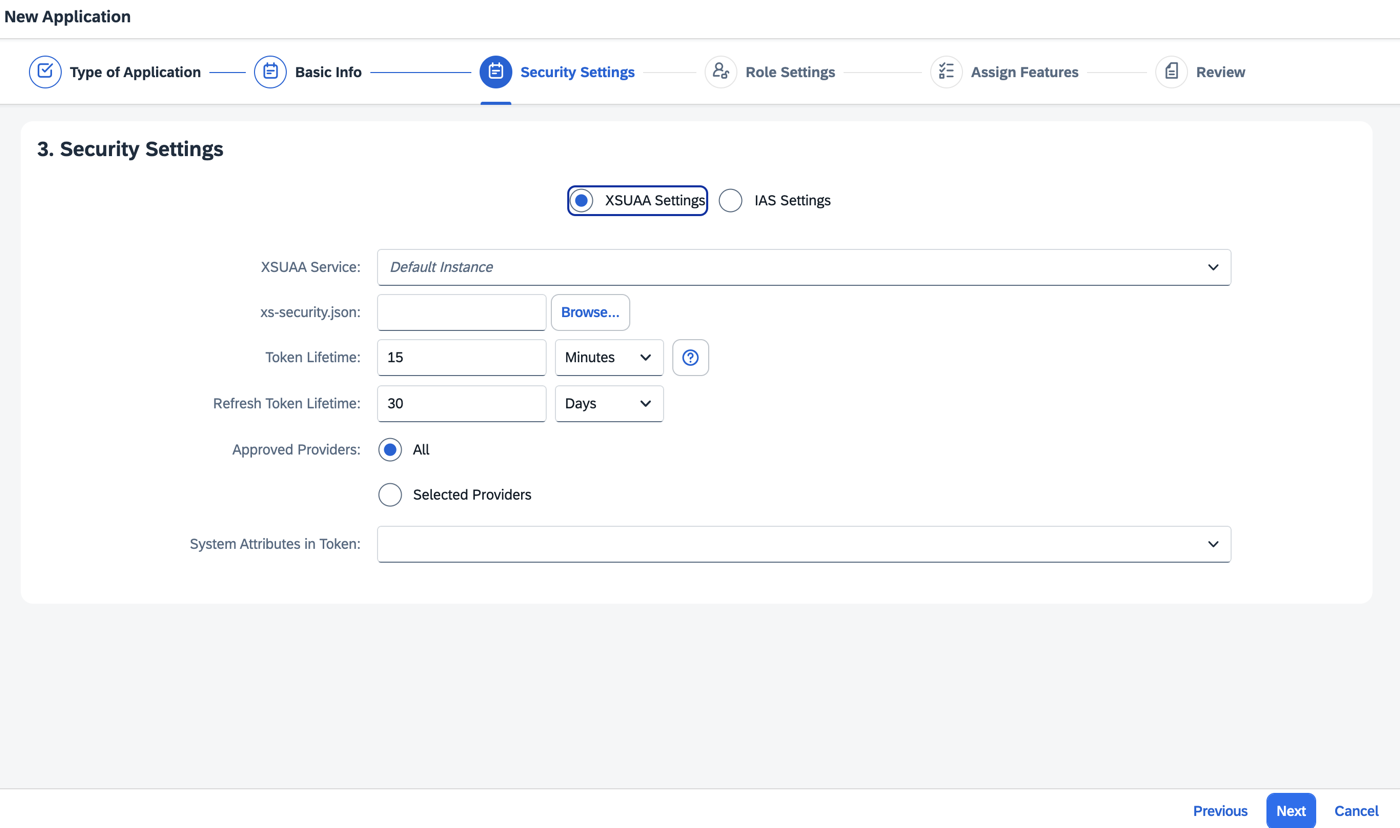 New Application
Type of Application Basic Info Security Settings Role Settings Assign Features Review
3. Security Settings
XSUAA Settings IAS Settings
XSUAA Service: Default Instance
xs-security.json: Browse...
Token Lifetime: 15 Minutes
Refresh Token Lifetime: 30 Days
Approved Providers: All
Selected Providers
System Attributes in Token:
Previous Next Cancel